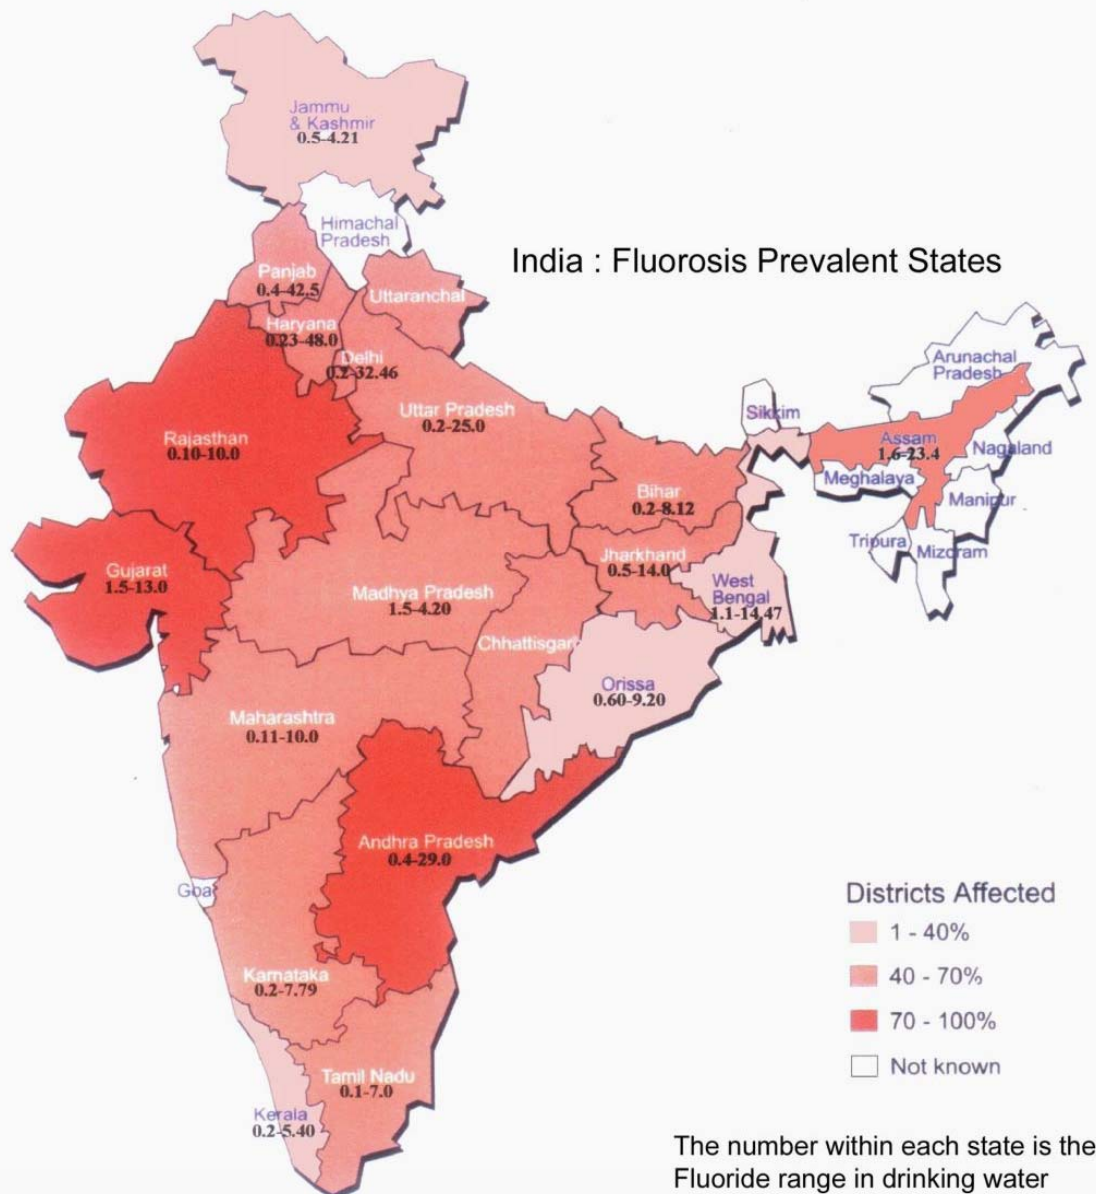 Jammu
& Kashmir
0.5-4.21
Himachal
Pradesh
India : Fluorosis Prevalent States
Panjab
0.4-42.5
Uttaranchal
Haryana
0.23-48.0
Delhi
0.2-32.46
Arunachal
Pradesh
Uttar Pradesh
0.2-25.0
Sikkim
Rajasthan
0.10-10.0
Assam
1.6-23.4
Nagaland
Meghalaya
Bihar
0.2-8.12
Manipur
Tripura
Mizoram
Jharkhand
0.5-14.0
Gujarat
1.5-13.0
Madhya Pradesh
1.5-4.20
West
Bengal
1.1-14.47
Chhattisgarh
Orissa
0.60-9.20
Maharashtra
0.11-10.0
Andhra Pradesh
0.4-29.0
Goa
Districts Affected
1 - 40%
40 - 70%
70 - 100%
Not known
Karnataka
0.2-7.79
Tamil Nadu
0.1-7.0
Kerala
0.2-5.40
The number within each state is the
Fluoride range in drinking water